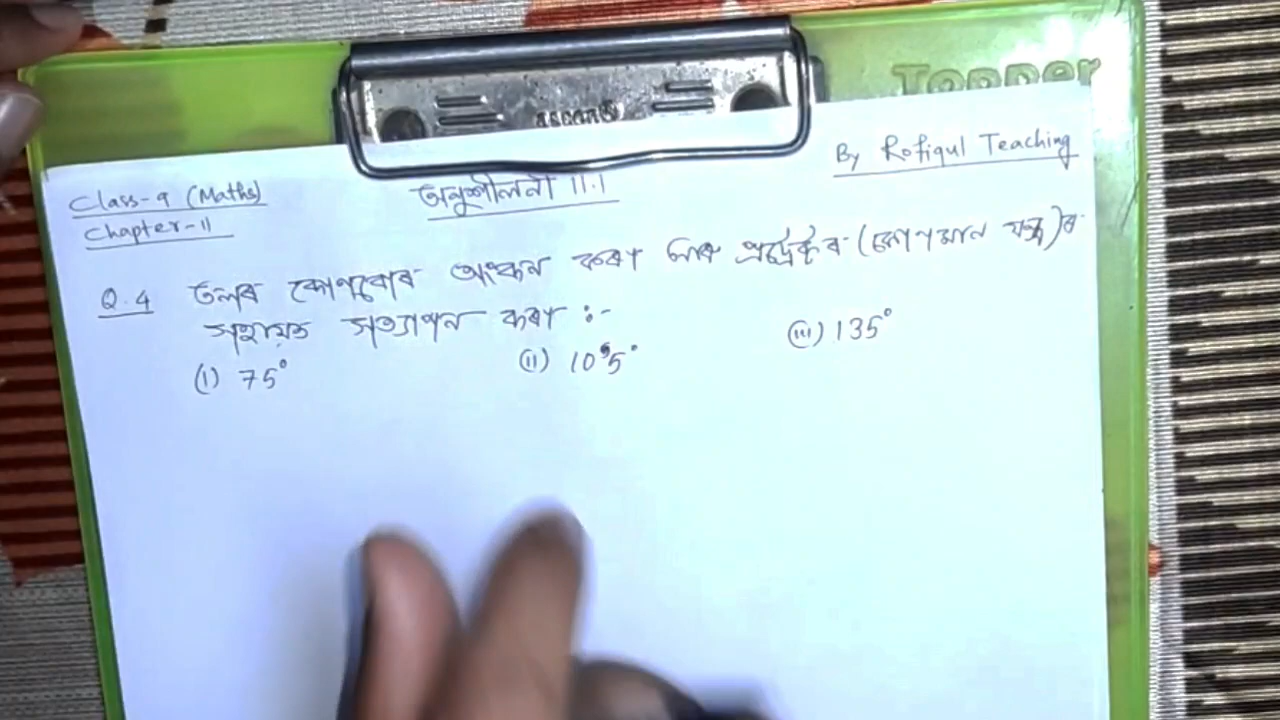 Topper
ascon®
By Rofiqul Teaching
Class-9 (Maths)
অনুশীলনী 11.1
Chapter-11
Q.4 তলৰ কোণবোৰ অংকন কৰা আৰু প্ৰট্ৰেক্টৰ (কোণমান যন্ত্ৰ)ৰ
সহায়ত সত্যাপন কৰা :-
(i) 75° (ii) 105° (iii) 135°